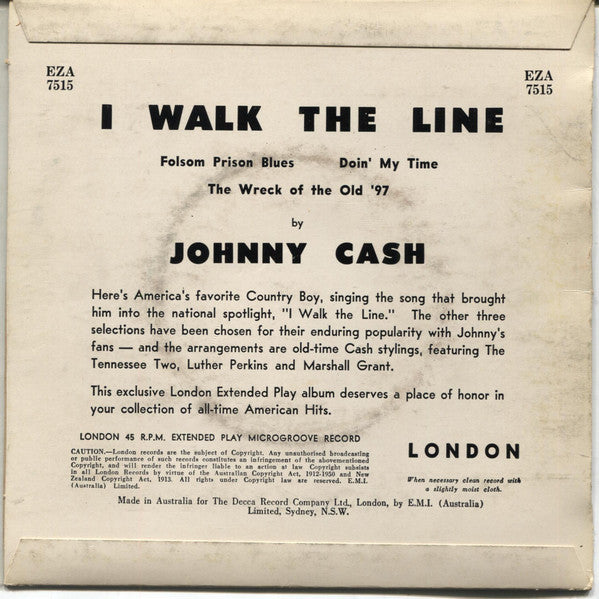 EZA
7515
EZA
7515
I WALK THE LINE
Folsom Prison Blues Doin' My Time
The Wreck of the Old '97
by
JOHNNY CASH
Here's America's favorite Country Boy, singing the song that brought
him into the national spotlight, "I Walk the Line." The other three
selections have been chosen for their enduring popularity with Johnny's
fans — and the arrangements are old-time Cash stylings, featuring The
Tennessee Two, Luther Perkins and Marshall Grant.
This exclusive London Extended Play album deserves a place of honor in
your collection of all-time American Hits.
LONDON 45 R.P.M. EXTENDED PLAY MICROGROOVE RECORD
CAUTION.—London records are the subject of Copyright. Any unauthorised broadcasting
or public performance of such records constitutes an infringement of the abovementioned
Copyright, and will render the infringer liable to an action at law Copyright subsists
in all London Records by virtue of the Australian Copyright Act, 1912-1950 and New
Zealand Copyright Act, 1913. All rights under Copyright law are reserved. E.M.I.
(Australia) Limited.
LONDON
When necessary clean record with
a slightly moist cloth.
Made in Australia for The Decca Record Company Ltd., London, by E.M.I. (Australia)
Limited, Sydney, N.S.W.